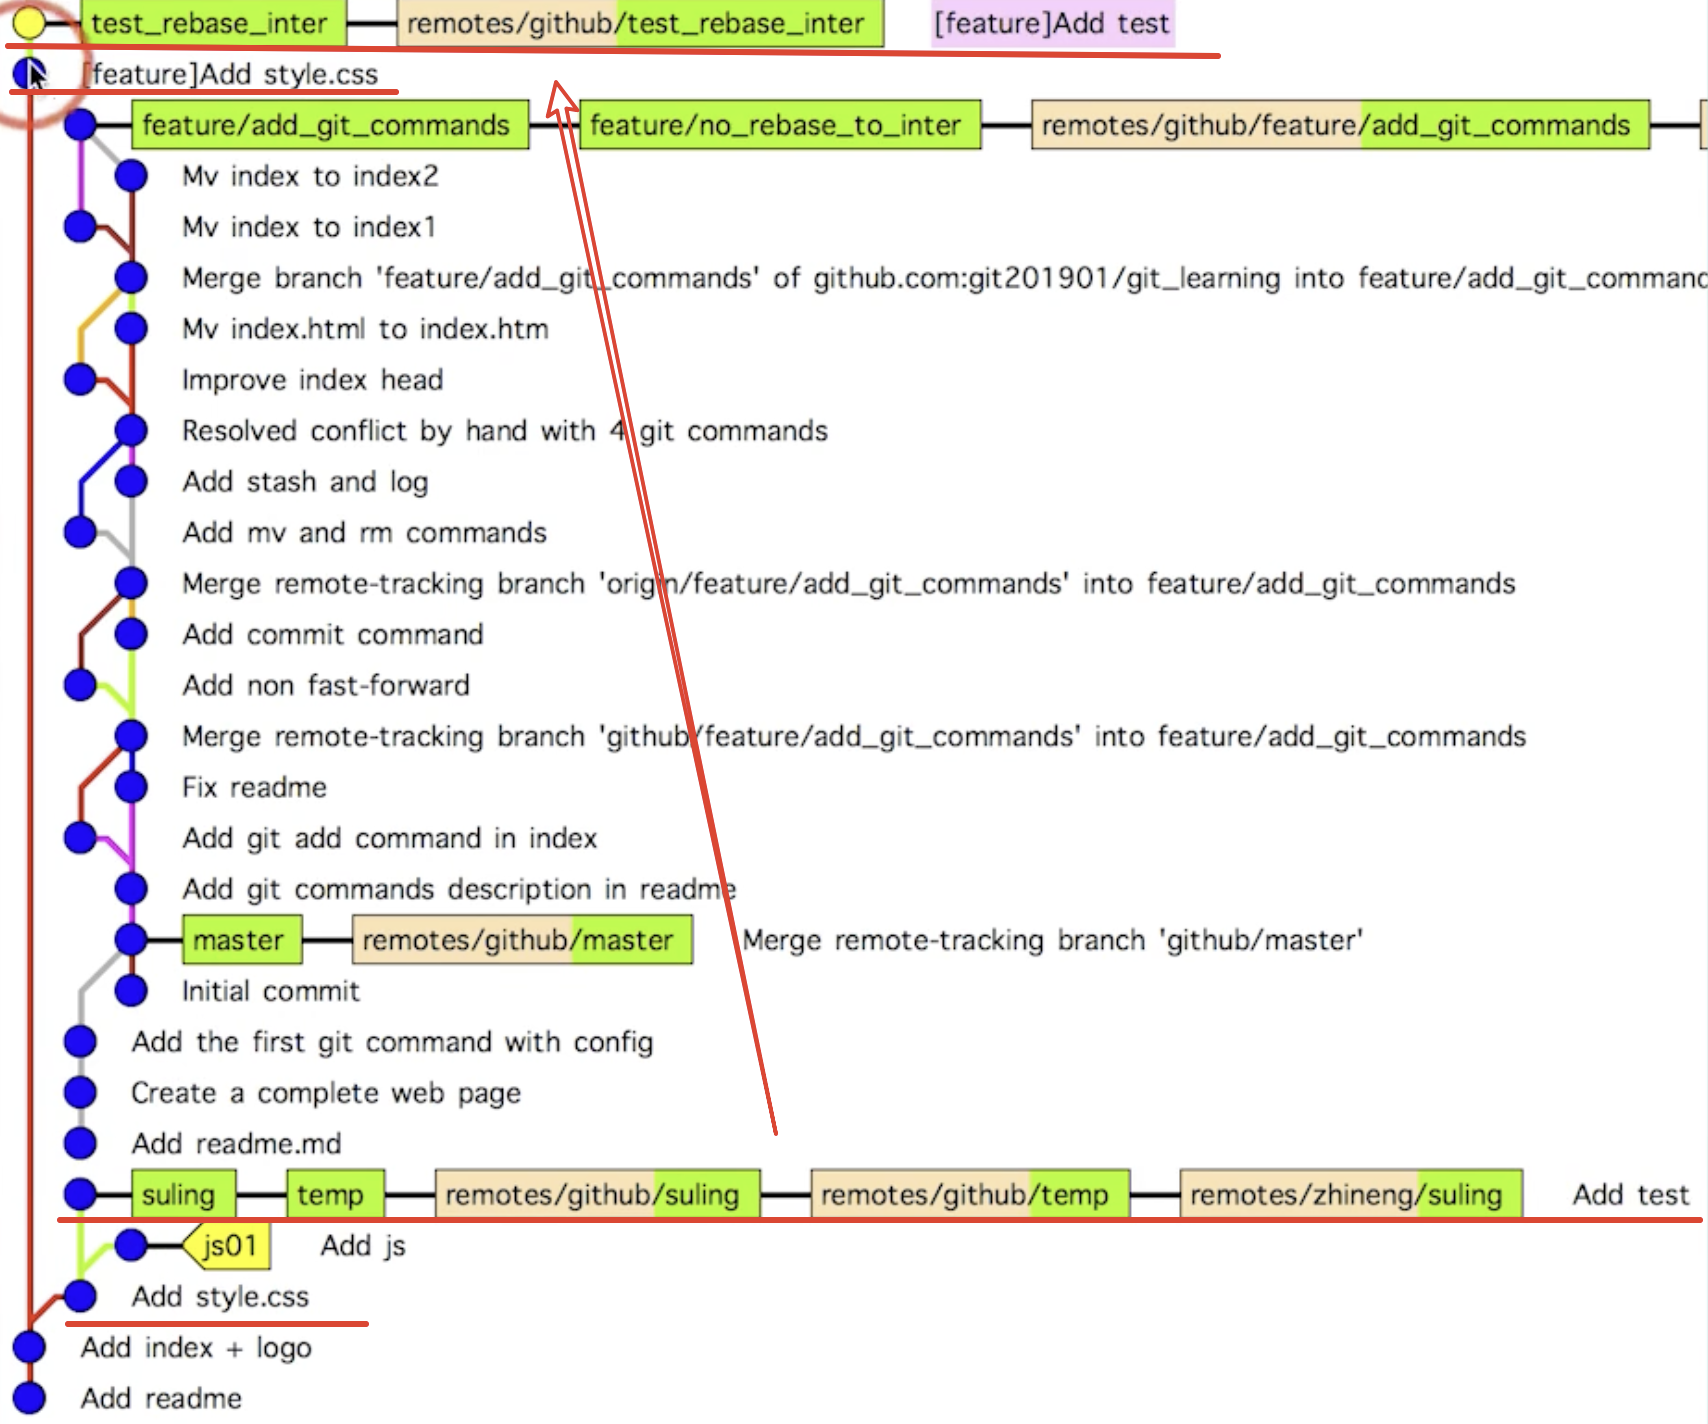 test_rebase_inter remotes/github/test_rebase_inter [feature]Add test
[feature]Add style.css
feature/add_git_commands feature/no_rebase_to_inter remotes/github/feature/add_git_commands
Mv index to index2
Mv index to index1
Merge branch 'feature/add_git_commands' of github.com:git201901/git_learning into feature/add_git_command
Mv index.html to index.htm
Improve index head
Resolved conflict by hand with 4 git commands
Add stash and log
Add mv and rm commands
Merge remote-tracking branch 'origin/feature/add_git_commands' into feature/add_git_commands
Add commit command
Add non fast-forward
Merge remote-tracking branch 'github/feature/add_git_commands' into feature/add_git_commands
Fix readme
Add git add command in index
Add git commands description in readme
master remotes/github/master Merge remote-tracking branch 'github/master'
Initial commit
Add the first git command with config
Create a complete web page
Add readme.md
suling temp remotes/github/suling remotes/github/temp remotes/zhineng/suling Add test
js01 Add js
Add style.css
Add index + logo
Add readme